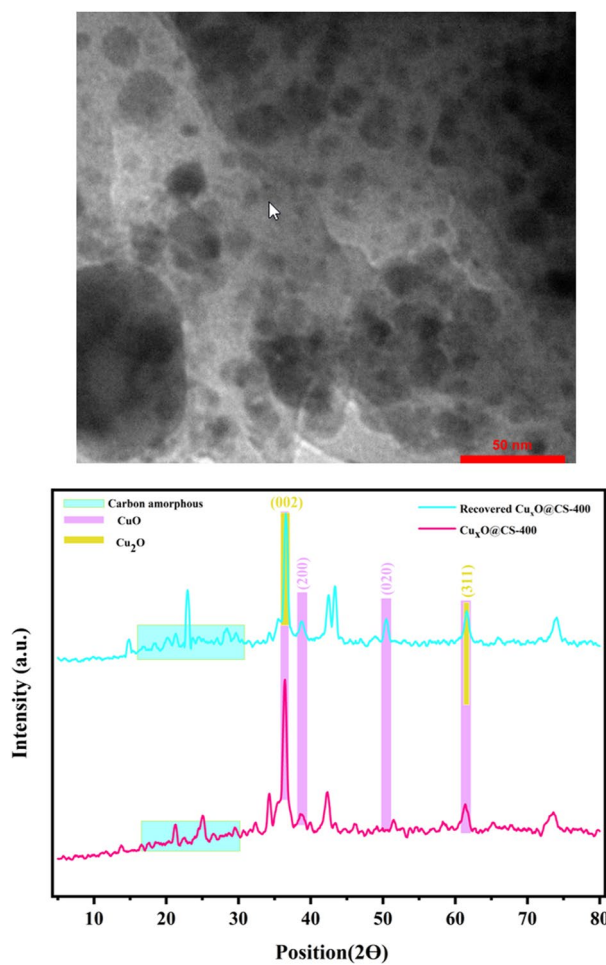 50 nm
Carbon amorphous
CuO
Cu₂O
(002)
(200)
(020)
(311)
Recovered CuₓO@CS-400
CuₓO@CS-400
Intensity (a.u.)
10 20 30 40 50 60 70 80
Position(2Ɵ)